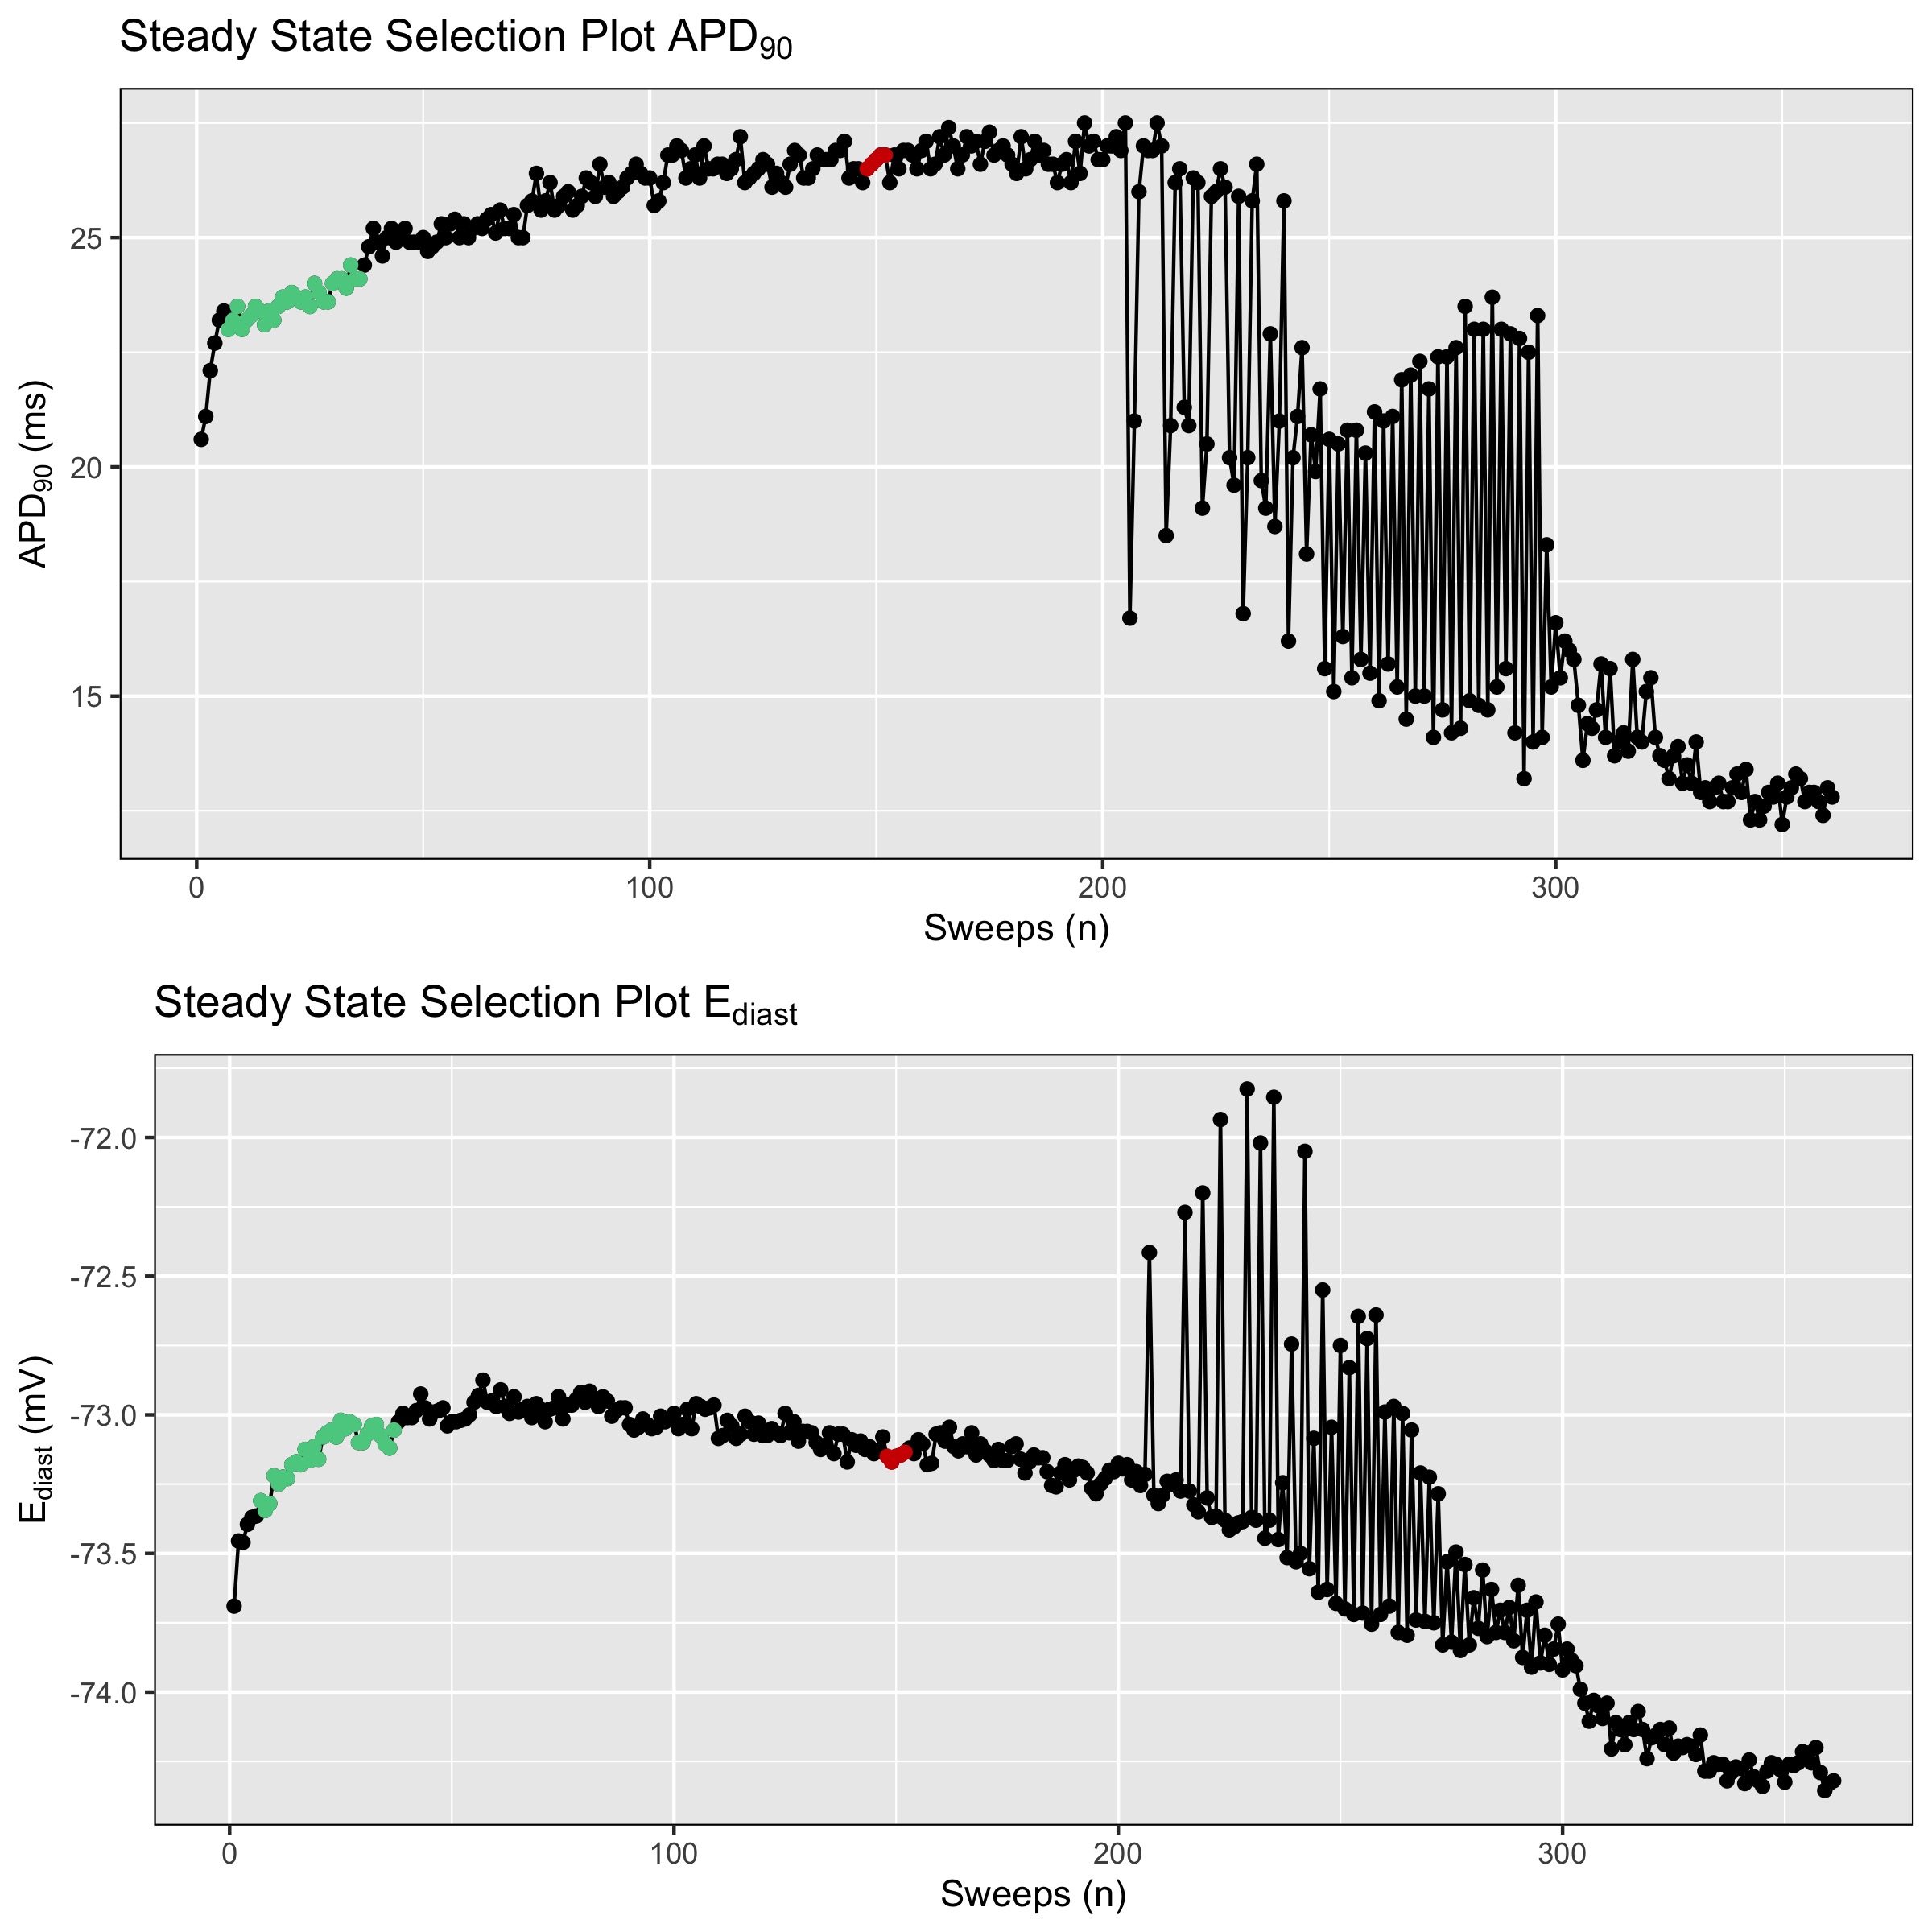 Steady State Selection Plot APD90
25
20
15
APD90 (ms)
0 100 200 300
Sweeps (n)
Steady State Selection Plot Ediast
-72.0
-72.5
-73.0
-73.5
-74.0
Ediast (mV)
0 100 200 300
Sweeps (n)